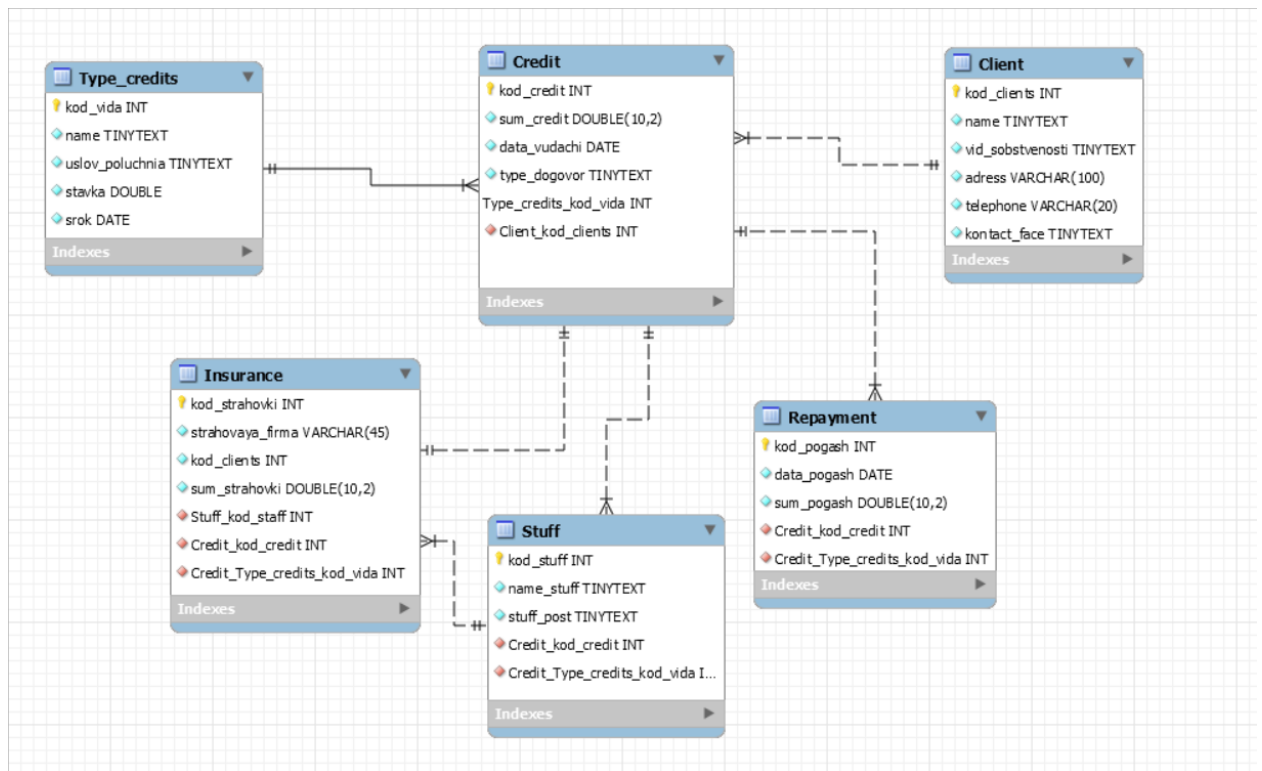 Type_credits
kod_vida INT
name TINYTEXT
uslov_poluchnia TINYTEXT
stavka DOUBLE
srok DATE
Indexes
Credit
kod_credit INT
sum_credit DOUBLE(10,2)
data_vudachi DATE
type_dogovor TINYTEXT
Type_credits_kod_vida INT
Client_kod_clients INT
Indexes
Client
kod_clients INT
name TINYTEXT
vid_sobstvenosti TINYTEXT
adress VARCHAR(100)
telephone VARCHAR(20)
kontact_face TINYTEXT
Indexes
Insurance
kod_strahovki INT
strahovaya_firma VARCHAR(45)
kod_clients INT
sum_strahovki DOUBLE(10,2)
Stuff_kod_staff INT
Credit_kod_credit INT
Credit_Type_credits_kod_vida INT
Indexes
Stuff
kod_stuff INT
name_stuff TINYTEXT
stuff_post TINYTEXT
Credit_kod_credit INT
Credit_Type_credits_kod_vida I...
Indexes
Repayment
kod_pogash INT
data_pogash DATE
sum_pogash DOUBLE(10,2)
Credit_kod_credit INT
Credit_Type_credits_kod_vida INT
Indexes